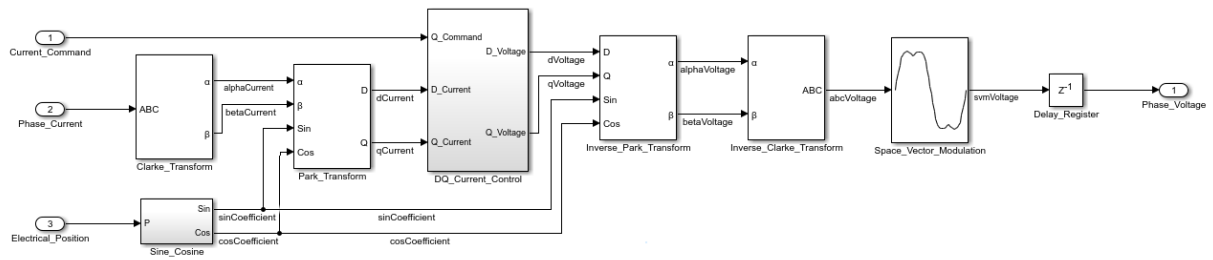 1
Current_Command
2
Phase_Current
3
Electrical_Position
ABC
α
β
Clarke_Transform
alphaCurrent
betaCurrent
P
Sin
Cos
Sine_Cosine
sinCoefficient
cosCoefficient
sinCoefficient
cosCoefficient
α
β
Sin
Cos
D
Q
Park_Transform
dCurrent
qCurrent
Q_Command
D_Current
Q_Current
D_Voltage
Q_Voltage
DQ_Current_Control
dVoltage
qVoltage
D
Q
Sin
Cos
α
β
Inverse_Park_Transform
alphaVoltage
betaVoltage
α
β
ABC
Inverse_Clarke_Transform
abcVoltage
Space_Vector_Modulation
svmVoltage
Z-1
Delay_Register
1
Phase_Voltage